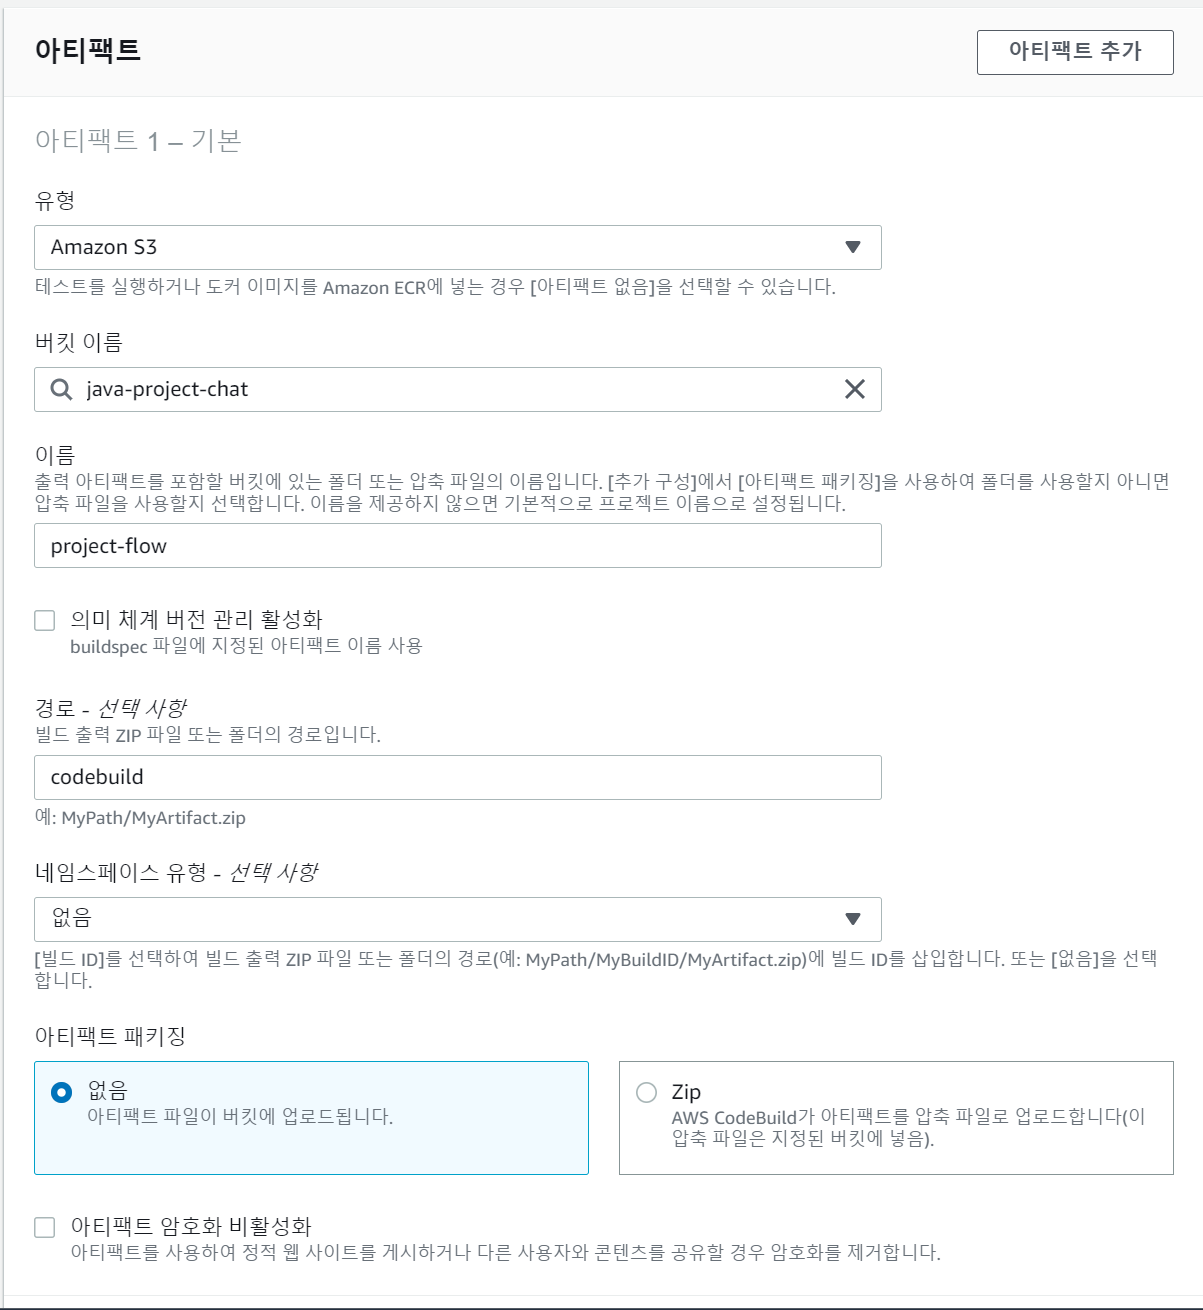 아티팩트
아티팩트 추가
아티팩트 1 – 기본
유형
Amazon S3
테스트를 실행하거나 도커 이미지를 Amazon ECR에 넣는 경우 [아티팩트 없음]을 선택할 수 있습니다.
버킷 이름
java-project-chat
이름
출력 아티팩트를 포함할 버킷에 있는 폴더 또는 압축 파일의 이름입니다. [추가 구성]에서 [아티팩트 패키징]을 사용하여 폴더를 사용할지 아니면
압축 파일을 사용할지 선택합니다. 이름을 제공하지 않으면 기본적으로 프로젝트 이름으로 설정됩니다.
project-flow
의미 체계 버전 관리 활성화
buildspec 파일에 지정된 아티팩트 이름 사용
경로 - 선택 사항
빌드 출력 ZIP 파일 또는 폴더의 경로입니다.
codebuild
예: MyPath/MyArtifact.zip
네임스페이스 유형 - 선택 사항
없음
[빌드 ID]를 선택하여 빌드 출력 ZIP 파일 또는 폴더의 경로(예: MyPath/MyBuildID/MyArtifact.zip)에 빌드 ID를 삽입합니다. 또는 [없음]을 선택
합니다.
아티팩트 패키징
없음
아티팩트 파일이 버킷에 업로드됩니다.
Zip
AWS CodeBuild가 아티팩트를 압축 파일로 업로드합니다(이
압축 파일은 지정된 버킷에 넣음).
아티팩트 암호화 비활성화
아티팩트를 사용하여 정적 웹 사이트를 게시하거나 다른 사용자와 콘텐츠를 공유할 경우 암호화를 제거합니다.